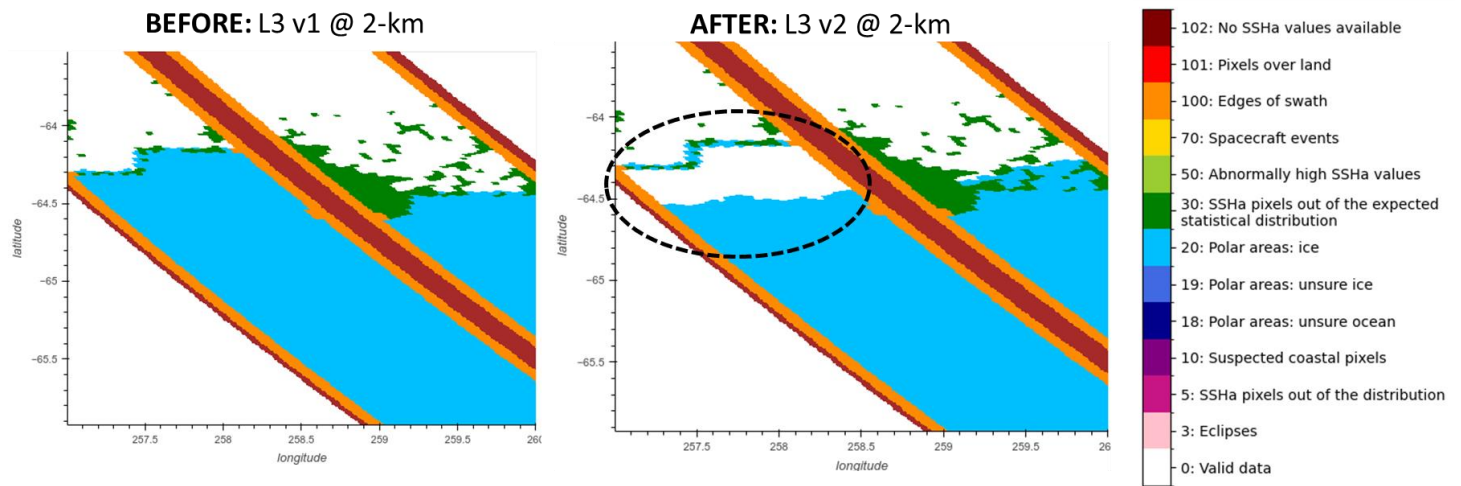 BEFORE: L3 v1 @ 2-km
AFTER: L3 v2 @ 2-km
−64
−64.5
−65
−65.5
latitude
257.5 258 258.5 259 259.5 260
longitude
−64
−64.5
−65
−65.5
latitude
257.5 258 258.5 259 259.5 26
longitude
102: No SSHa values available
101: Pixels over land
100: Edges of swath
70: Spacecraft events
50: Abnormally high SSHa values
30: SSHa pixels out of the expected
statistical distribution
20: Polar areas: ice
19: Polar areas: unsure ice
18: Polar areas: unsure ocean
10: Suspected coastal pixels
5: SSHa pixels out of the distribution
3: Eclipses
0: Valid data